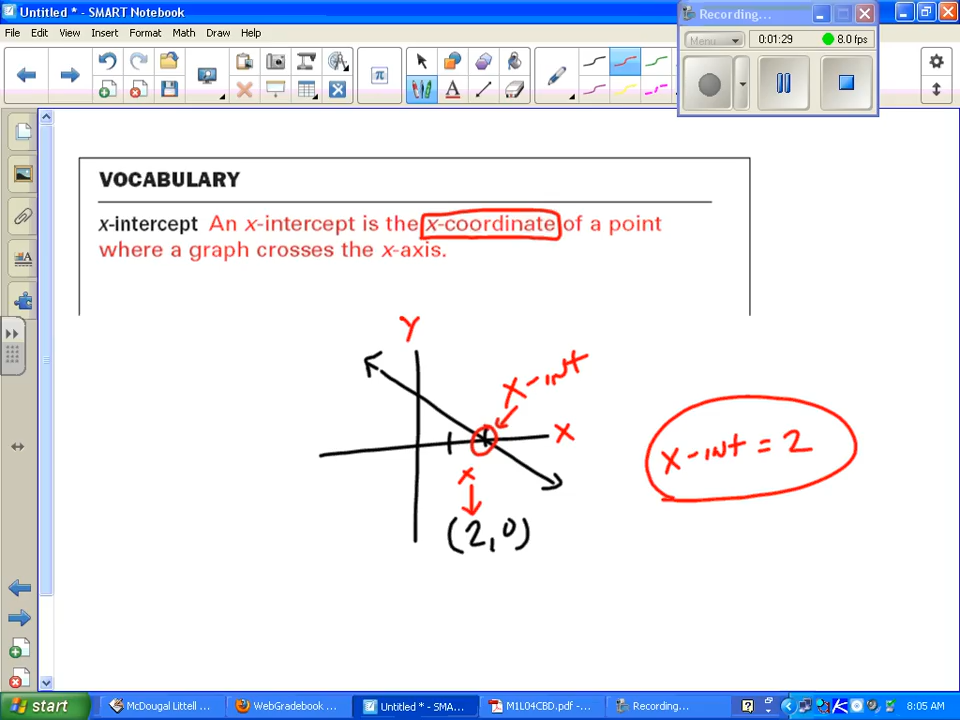 Untitled * - SMART Notebook
Recording...
File Edit View Insert Format Math Draw Help
Menu
0:01:29
8.0 fps
π
A
VOCABULARY
x-intercept An x-intercept is the x-coordinate of a point
where a graph crosses the x-axis.
Y
x-int
x
x-int = 2
x
(2,0)
start
McDougal Littell ...
WebGradebook ...
Untitled * - SMA...
M1L04CBD.pdf - ...
Recording...
8:05 AM